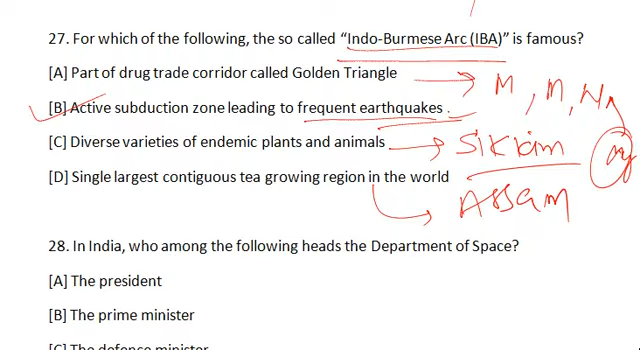 27. For which of the following, the so called “Indo-Burmese Arc (IBA)” is famous?
[A] Part of drug trade corridor called Golden Triangle
M, M, N
[B] Active subduction zone leading to frequent earthquakes .
[C] Diverse varieties of endemic plants and animals
Sikkim
[D] Single largest contiguous tea growing region in the world
Assam
28. In India, who among the following heads the Department of Space?
[A] The president
[B] The prime minister
[C] The defence minister